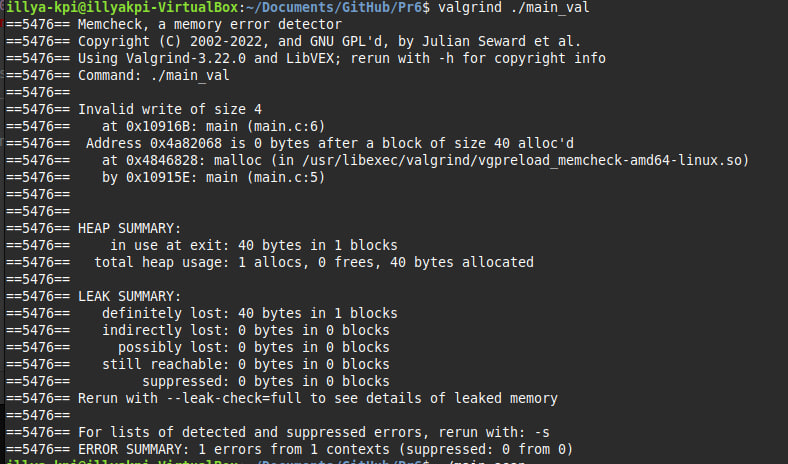 illya-kpi@illyakpi-VirtualBox:~/Documents/GitHub/Pr6$ valgrind ./main_val
==5476== Memcheck, a memory error detector
==5476== Copyright (C) 2002-2022, and GNU GPL'd, by Julian Seward et al.
==5476== Using Valgrind-3.22.0 and LibVEX; rerun with -h for copyright info
==5476== Command: ./main_val
==5476==
==5476== Invalid write of size 4
==5476==    at 0x10916B: main (main.c:6)
==5476==  Address 0x4a82068 is 0 bytes after a block of size 40 alloc'd
==5476==    at 0x4846828: malloc (in /usr/libexec/valgrind/vgpreload_memcheck-amd64-linux.so)
==5476==    by 0x10915E: main (main.c:5)
==5476==
==5476==
==5476== HEAP SUMMARY:
==5476==     in use at exit: 40 bytes in 1 blocks
==5476==   total heap usage: 1 allocs, 0 frees, 40 bytes allocated
==5476==
==5476== LEAK SUMMARY:
==5476==    definitely lost: 40 bytes in 1 blocks
==5476==    indirectly lost: 0 bytes in 0 blocks
==5476==      possibly lost: 0 bytes in 0 blocks
==5476==    still reachable: 0 bytes in 0 blocks
==5476==         suppressed: 0 bytes in 0 blocks
==5476== Rerun with --leak-check=full to see details of leaked memory
==5476==
==5476== For lists of detected and suppressed errors, rerun with: -s
==5476== ERROR SUMMARY: 1 errors from 1 contexts (suppressed: 0 from 0)
illya-kpi@illyakpi-VirtualBox:~/Documents/GitHub/Pr6$